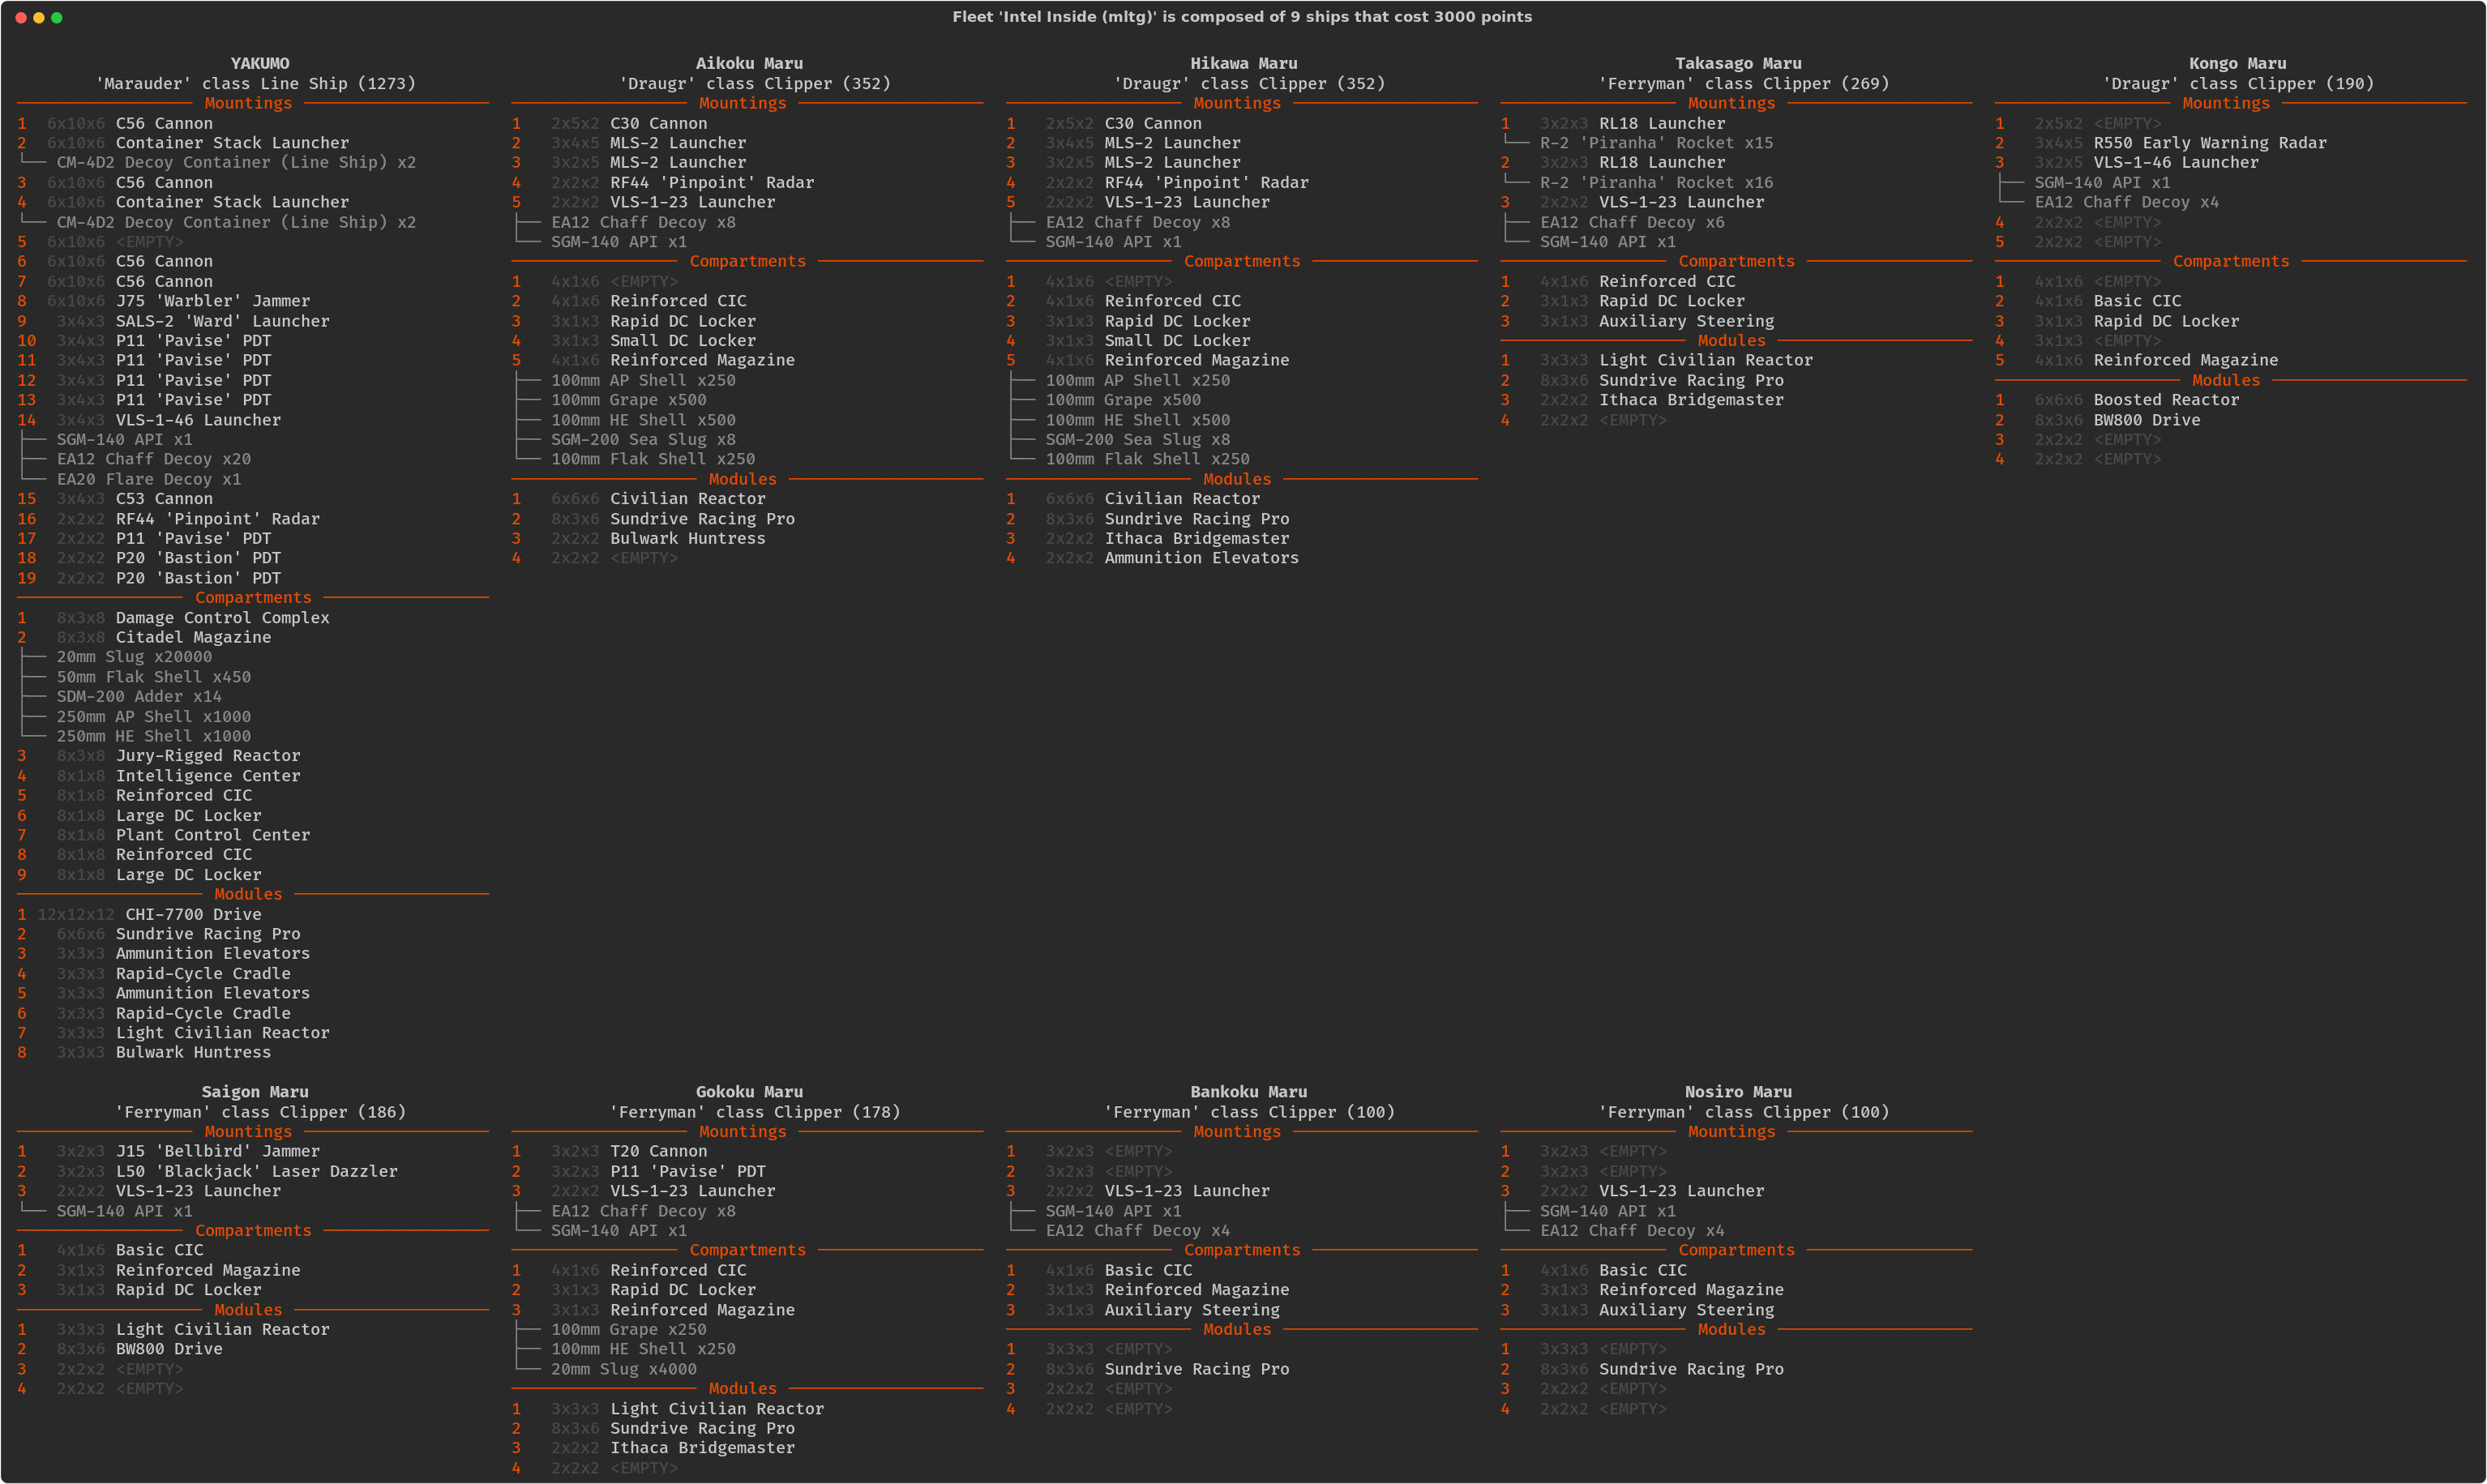 Fleet 'Intel Inside (mltg)' is composed of 9 ships that cost 3000 points
YAKUMO
'Marauder' class Line Ship (1273)
Mountings
1 6x10x6 C56 Cannon
2 6x10x6 Container Stack Launcher
└── CM-4D2 Decoy Container (Line Ship) x2
3 6x10x6 C56 Cannon
4 6x10x6 Container Stack Launcher
└── CM-4D2 Decoy Container (Line Ship) x2
5 6x10x6 <EMPTY>
6 6x10x6 C56 Cannon
7 6x10x6 C56 Cannon
8 6x10x6 J75 'Warbler' Jammer
9 3x4x3 SALS-2 'Ward' Launcher
10 3x4x3 P11 'Pavise' PDT
11 3x4x3 P11 'Pavise' PDT
12 3x4x3 P11 'Pavise' PDT
13 3x4x3 P11 'Pavise' PDT
14 3x4x3 VLS-1-46 Launcher
├── SGM-140 API x1
├── EA12 Chaff Decoy x20
└── EA20 Flare Decoy x1
15 3x4x3 C53 Cannon
16 2x2x2 RF44 'Pinpoint' Radar
17 2x2x2 P11 'Pavise' PDT
18 2x2x2 P20 'Bastion' PDT
19 2x2x2 P20 'Bastion' PDT
Compartments
1 8x3x8 Damage Control Complex
2 8x3x8 Citadel Magazine
├── 20mm Slug x20000
├── 50mm Flak Shell x450
├── SDM-200 Adder x14
├── 250mm AP Shell x1000
└── 250mm HE Shell x1000
3 8x3x8 Jury-Rigged Reactor
4 8x1x8 Intelligence Center
5 8x1x8 Reinforced CIC
6 8x1x8 Large DC Locker
7 8x1x8 Plant Control Center
8 8x1x8 Reinforced CIC
9 8x1x8 Large DC Locker
Modules
1 12x12x12 CHI-7700 Drive
2 6x6x6 Sundrive Racing Pro
3 3x3x3 Ammunition Elevators
4 3x3x3 Rapid-Cycle Cradle
5 3x3x3 Ammunition Elevators
6 3x3x3 Rapid-Cycle Cradle
7 3x3x3 Light Civilian Reactor
8 3x3x3 Bulwark Huntress
Aikoku Maru
'Draugr' class Clipper (352)
Mountings
1 2x5x2 C30 Cannon
2 3x4x5 MLS-2 Launcher
3 3x2x5 MLS-2 Launcher
4 2x2x2 RF44 'Pinpoint' Radar
5 2x2x2 VLS-1-23 Launcher
├── EA12 Chaff Decoy x8
└── SGM-140 API x1
Compartments
1 4x1x6 <EMPTY>
2 4x1x6 Reinforced CIC
3 3x1x3 Rapid DC Locker
4 3x1x3 Small DC Locker
5 4x1x6 Reinforced Magazine
├── 100mm AP Shell x250
├── 100mm Grape x500
├── 100mm HE Shell x500
├── SGM-200 Sea Slug x8
└── 100mm Flak Shell x250
Modules
1 6x6x6 Civilian Reactor
2 8x3x6 Sundrive Racing Pro
3 2x2x2 Bulwark Huntress
4 2x2x2 <EMPTY>
Hikawa Maru
'Draugr' class Clipper (352)
Mountings
1 2x5x2 C30 Cannon
2 3x4x5 MLS-2 Launcher
3 3x2x5 MLS-2 Launcher
4 2x2x2 RF44 'Pinpoint' Radar
5 2x2x2 VLS-1-23 Launcher
├── EA12 Chaff Decoy x8
└── SGM-140 API x1
Compartments
1 4x1x6 <EMPTY>
2 4x1x6 Reinforced CIC
3 3x1x3 Rapid DC Locker
4 3x1x3 Small DC Locker
5 4x1x6 Reinforced Magazine
├── 100mm AP Shell x250
├── 100mm Grape x500
├── 100mm HE Shell x500
├── SGM-200 Sea Slug x8
└── 100mm Flak Shell x250
Modules
1 6x6x6 Civilian Reactor
2 8x3x6 Sundrive Racing Pro
3 2x2x2 Ithaca Bridgemaster
4 2x2x2 Ammunition Elevators
Takasago Maru
'Ferryman' class Clipper (269)
Mountings
1 3x2x3 RL18 Launcher
└── R-2 'Piranha' Rocket x15
2 3x2x3 RL18 Launcher
└── R-2 'Piranha' Rocket x16
3 2x2x2 VLS-1-23 Launcher
├── EA12 Chaff Decoy x6
└── SGM-140 API x1
Compartments
1 4x1x6 Reinforced CIC
2 3x1x3 Rapid DC Locker
3 3x1x3 Auxiliary Steering
Modules
1 3x3x3 Light Civilian Reactor
2 8x3x6 Sundrive Racing Pro
3 2x2x2 Ithaca Bridgemaster
4 2x2x2 <EMPTY>
Kongo Maru
'Draugr' class Clipper (190)
Mountings
1 2x5x2 <EMPTY>
2 3x4x5 R550 Early Warning Radar
3 3x2x5 VLS-1-46 Launcher
├── SGM-140 API x1
└── EA12 Chaff Decoy x4
4 2x2x2 <EMPTY>
5 2x2x2 <EMPTY>
Compartments
1 4x1x6 <EMPTY>
2 4x1x6 Basic CIC
3 3x1x3 Rapid DC Locker
4 3x1x3 <EMPTY>
5 4x1x6 Reinforced Magazine
Modules
1 6x6x6 Boosted Reactor
2 8x3x6 BW800 Drive
3 2x2x2 <EMPTY>
4 2x2x2 <EMPTY>
Saigon Maru
'Ferryman' class Clipper (186)
Mountings
1 3x2x3 J15 'Bellbird' Jammer
2 3x2x3 L50 'Blackjack' Laser Dazzler
3 2x2x2 VLS-1-23 Launcher
└── SGM-140 API x1
Compartments
1 4x1x6 Basic CIC
2 3x1x3 Reinforced Magazine
3 3x1x3 Rapid DC Locker
Modules
1 3x3x3 Light Civilian Reactor
2 8x3x6 BW800 Drive
3 2x2x2 <EMPTY>
4 2x2x2 <EMPTY>
Gokoku Maru
'Ferryman' class Clipper (178)
Mountings
1 3x2x3 T20 Cannon
2 3x2x3 P11 'Pavise' PDT
3 2x2x2 VLS-1-23 Launcher
├── EA12 Chaff Decoy x8
└── SGM-140 API x1
Compartments
1 4x1x6 Reinforced CIC
2 3x1x3 Rapid DC Locker
3 3x1x3 Reinforced Magazine
├── 100mm Grape x250
├── 100mm HE Shell x250
└── 20mm Slug x4000
Modules
1 3x3x3 Light Civilian Reactor
2 8x3x6 Sundrive Racing Pro
3 2x2x2 Ithaca Bridgemaster
4 2x2x2 <EMPTY>
Bankoku Maru
'Ferryman' class Clipper (100)
Mountings
1 3x2x3 <EMPTY>
2 3x2x3 <EMPTY>
3 2x2x2 VLS-1-23 Launcher
├── SGM-140 API x1
└── EA12 Chaff Decoy x4
Compartments
1 4x1x6 Basic CIC
2 3x1x3 Reinforced Magazine
3 3x1x3 Auxiliary Steering
Modules
1 3x3x3 <EMPTY>
2 8x3x6 Sundrive Racing Pro
3 2x2x2 <EMPTY>
4 2x2x2 <EMPTY>
Nosiro Maru
'Ferryman' class Clipper (100)
Mountings
1 3x2x3 <EMPTY>
2 3x2x3 <EMPTY>
3 2x2x2 VLS-1-23 Launcher
├── SGM-140 API x1
└── EA12 Chaff Decoy x4
Compartments
1 4x1x6 Basic CIC
2 3x1x3 Reinforced Magazine
3 3x1x3 Auxiliary Steering
Modules
1 3x3x3 <EMPTY>
2 8x3x6 Sundrive Racing Pro
3 2x2x2 <EMPTY>
4 2x2x2 <EMPTY>